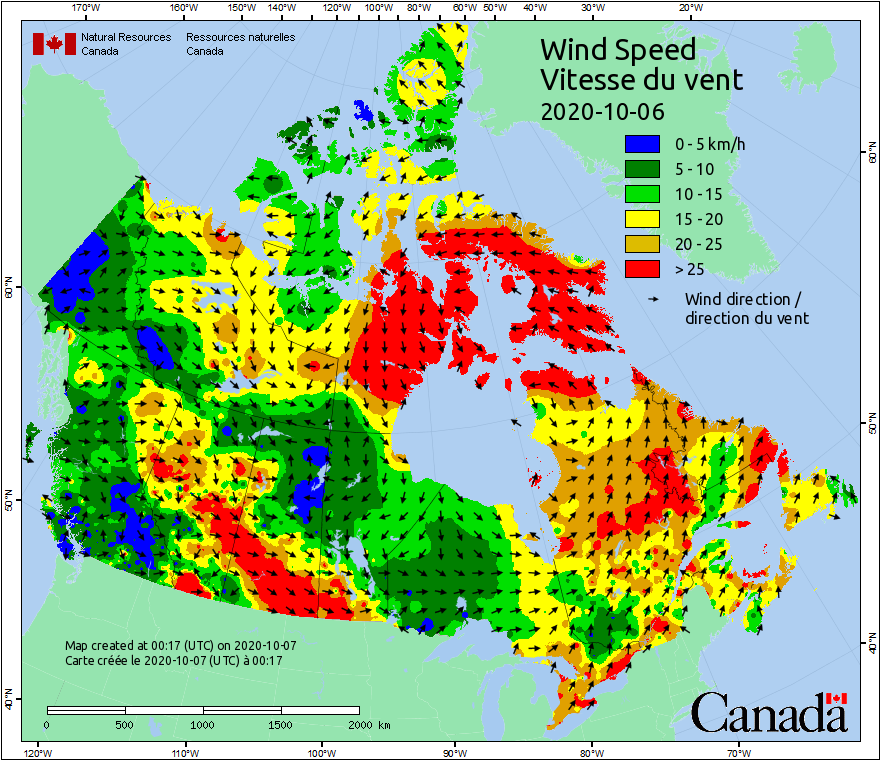 170°W 160°W 150°W 140°W 120°W 100°W 80°W 60°W 50°W 40°W 30°W 20°W
Natural Resources Ressources naturelles
Canada Canada
Wind Speed
Vitesse du vent
2020-10-06
0 - 5 km/h
5 - 10
10 - 15
15 - 20
20 - 25
> 25
Wind direction /
direction du vent
60°N 60°N
50°N 50°N
40°N 40°N
Map created at 00:17 (UTC) on 2020-10-07
Carte créée le 2020-10-07 (UTC) à 00:17
0 500 1000 1500 2000 km
Canada
120°W 110°W 100°W 90°W 80°W 70°W